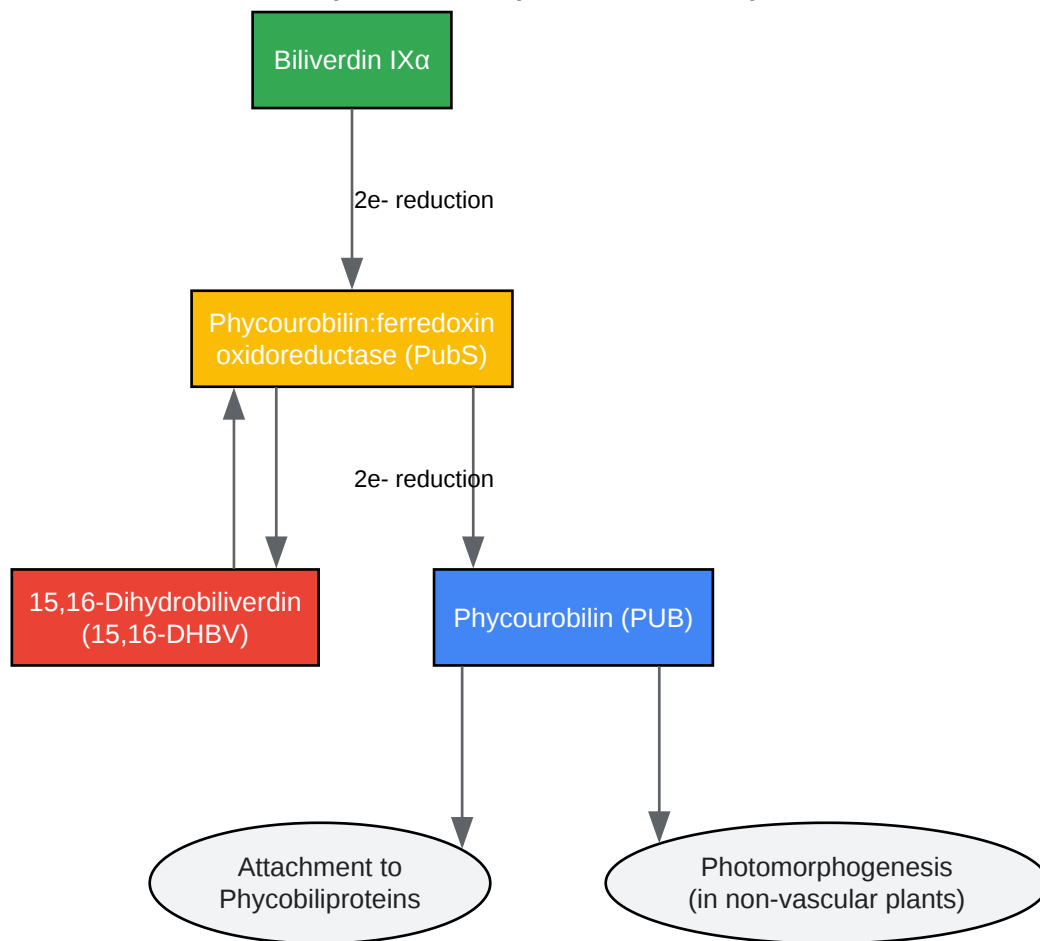 Biliverdin IXα
2e- reduction
Phycourobilin:ferredoxin
oxidoreductase (PubS)
2e- reduction
15,16-Dihydrobiliverdin
(15,16-DHBV)
Phycourobilin (PUB)
Attachment to
Phycobiliproteins
Photomorphogenesis
(in non-vascular plants)